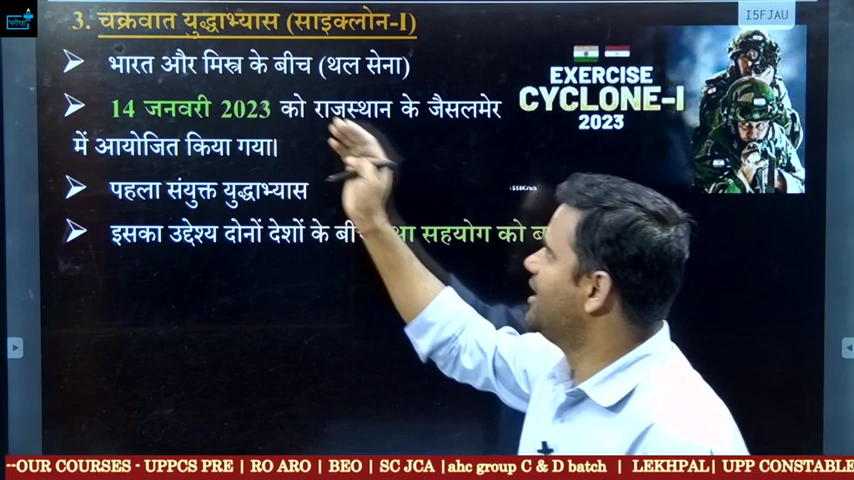 परीक्षा
I5FJAU
3. चक्रवात युद्धाभ्यास (साइक्लोन-I)
➤ भारत और मिस्त्र के बीच (थल सेना)
➤ 14 जनवरी 2023 को राजस्थान के जैसलमेर
में आयोजित किया गया।
➤ पहला संयुक्त युद्धाभ्यास
➤ इसका उद्देश्य दोनों देशों के सहयोग को
EXERCISE
CYCLONE-I
2023
--OUR COURSES - UPPCS PRE | RO ARO | BEO | SC JCA |ahc group C & D batch | LEKHPAL| UPP CONSTABLE